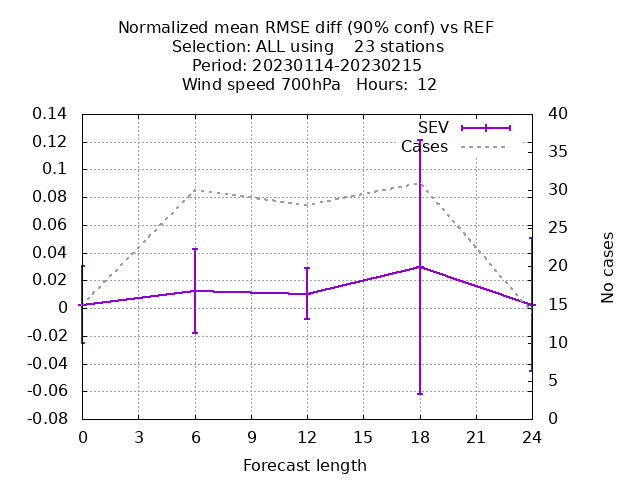 Normalized mean RMSE diff (90% conf) vs REF
Selection: ALL using    23 stations
Period: 20230114-20230215
Wind speed 700hPa   Hours:  12
SEV
Cases
0.14
0.12
0.1
0.08
0.06
0.04
0.02
0
-0.02
-0.04
-0.06
-0.08
40
35
30
25
20
15
10
5
0
No cases
0 3 6 9 12 15 18 21 24
Forecast length